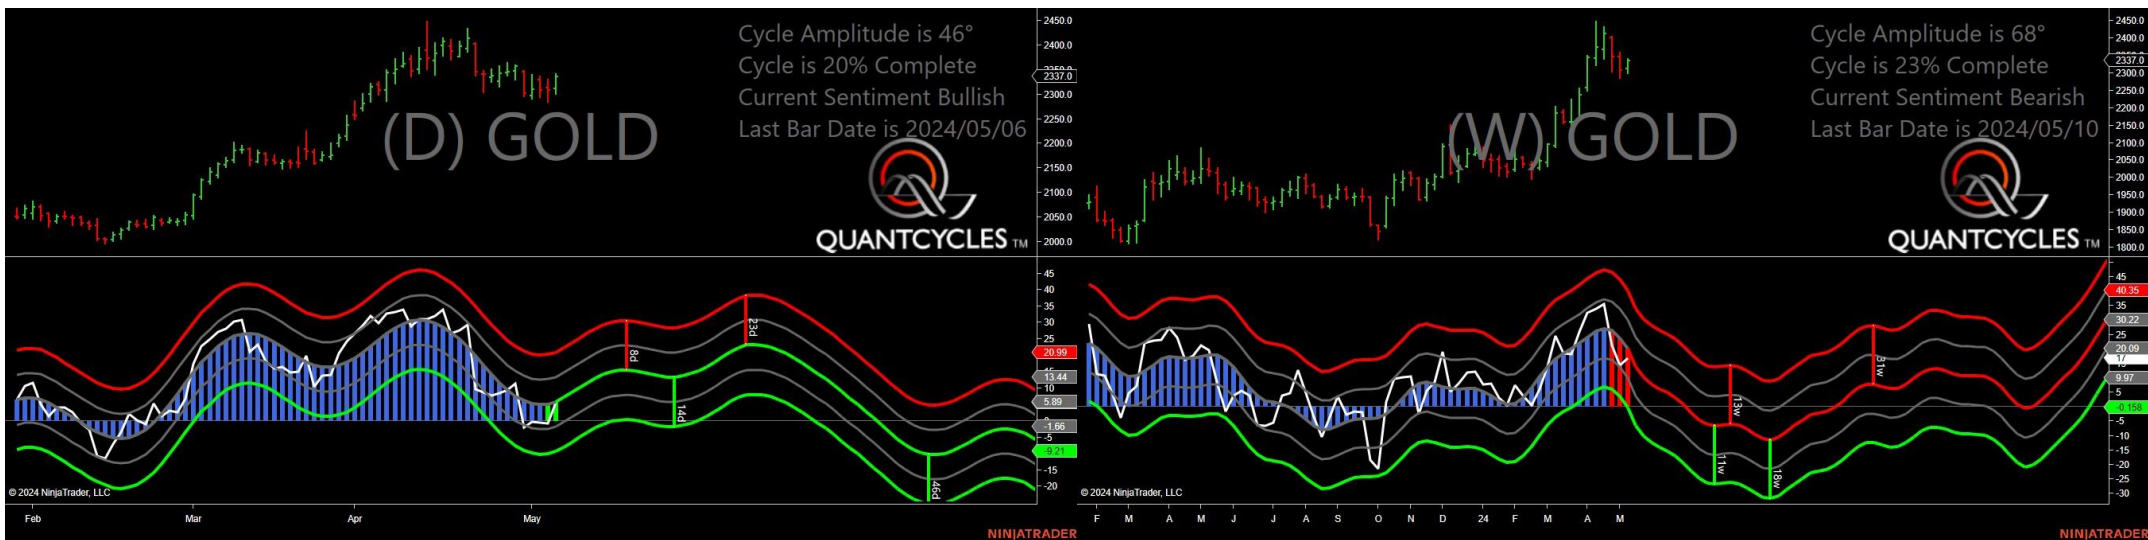 Cycle Amplitude is 46°
Cycle is 20% Complete
Current Sentiment Bullish
Last Bar Date is 2024/05/06
(D) GOLD
QUANTCYCLES TM
2450.0
2400.0
2337.0
2300.0
2250.0
2200.0
2150.0
2100.0
2050.0
2000.0
45
40
35
30
25
20.99
13.44
10
5.89
-1.66
-5
-9.21
-15
-20
8d
14d
23d
46d
© 2024 NinjaTrader, LLC
Feb
Mar
Apr
May
NINJATRADER
Cycle Amplitude is 68°
Cycle is 23% Complete
Current Sentiment Bearish
Last Bar Date is 2024/05/10
(W) GOLD
QUANTCYCLES TM
2450.0
2400.0
2337.0
2300.0
2250.0
2200.0
2150.0
2100.0
2050.0
2000.0
1950.0
1900.0
1850.0
1800.0
45
40.35
35
30.22
25
20.09
17
9.97
5
-0.158
-5
-10
-15
-20
-25
-30
11w
13w
18w
31w
© 2024 NinjaTrader, LLC
F
M
A
M
J
J
A
S
O
N
D
24
F
M
A
M
NINJATRADER